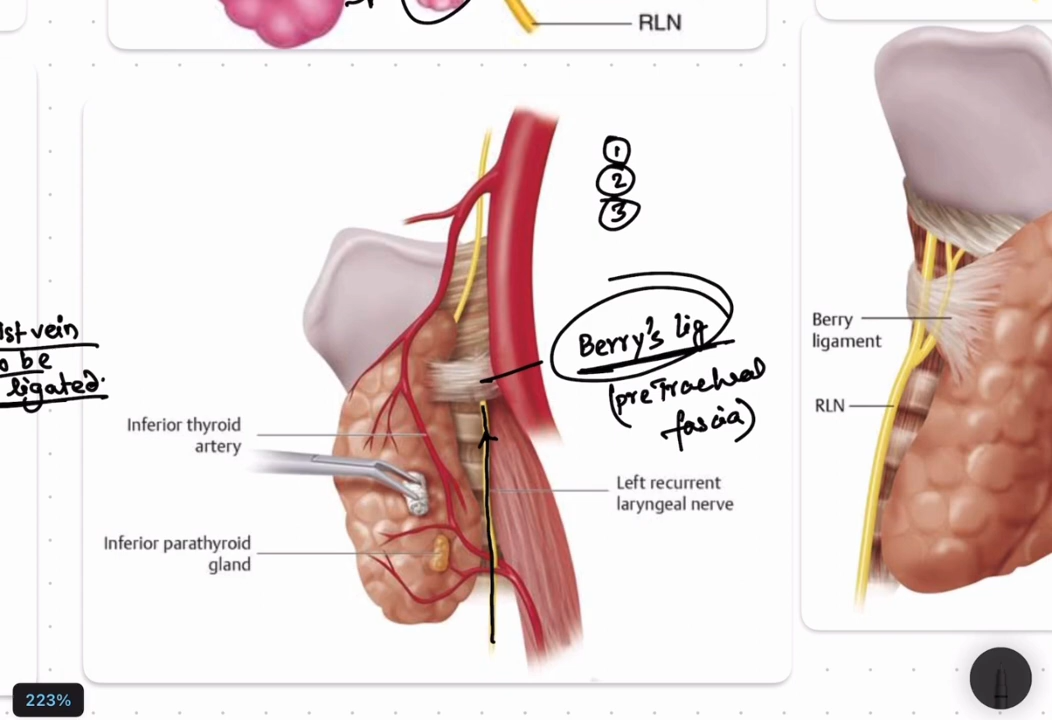 RLN
①
②
③
ist vein
o be
ligated.
Berry's lig
(pretracheal
fascia)
Inferior thyroid
artery
Left recurrent
laryngeal nerve
Inferior parathyroid
gland
Berry
ligament
RLN
223%